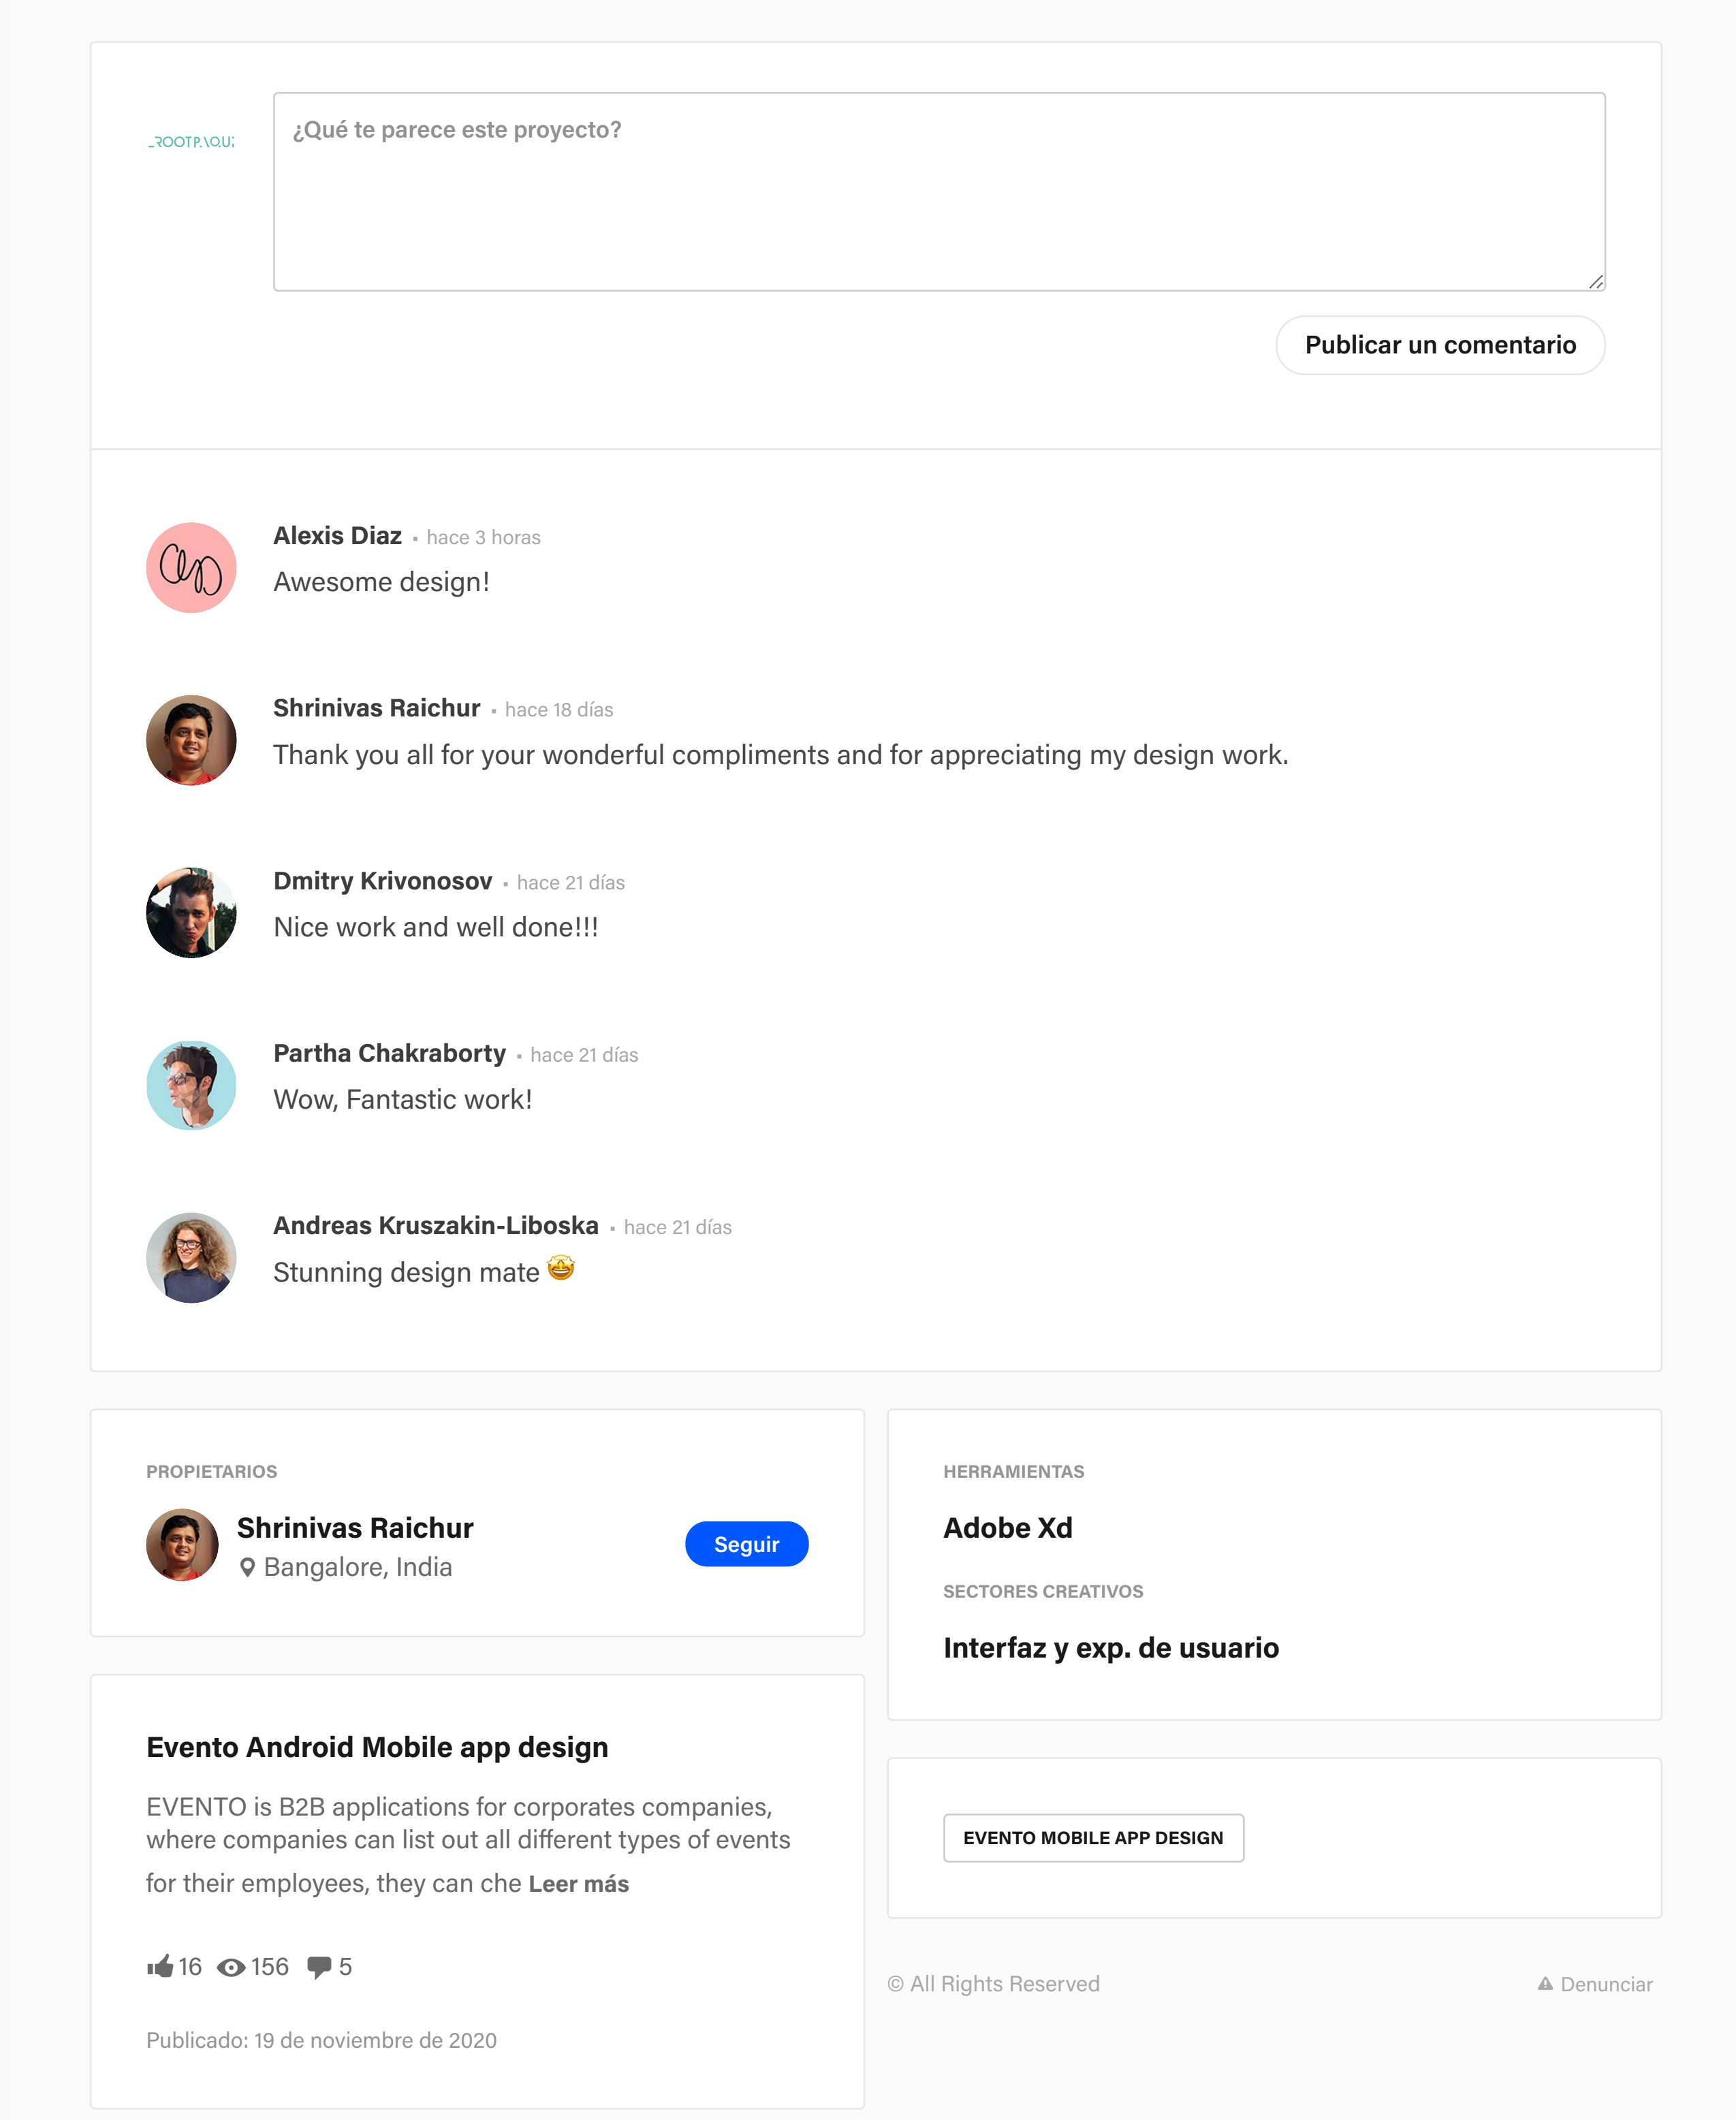 ¿Qué te parece este proyecto?
Publicar un comentario
Alexis Diaz · hace 3 horas
Awesome design!
Shrinivas Raichur · hace 18 días
Thank you all for your wonderful compliments and for appreciating my design work.
Dmitry Krivonosov · hace 21 días
Nice work and well done!!!
Partha Chakraborty · hace 21 días
Wow, Fantastic work!
Andreas Kruszakin-Liboska · hace 21 días
Stunning design mate 🤩
PROPIETARIOS
Shrinivas Raichur
Bangalore, India
Seguir
Evento Android Mobile app design
EVENTO is B2B applications for corporates companies,
where companies can list out all different types of events
for their employees, they can che Leer más
16 156 5
Publicado: 19 de noviembre de 2020
HERRAMIENTAS
Adobe Xd
SECTORES CREATIVOS
Interfaz y exp. de usuario
EVENTO MOBILE APP DESIGN
© All Rights Reserved
Denunciar